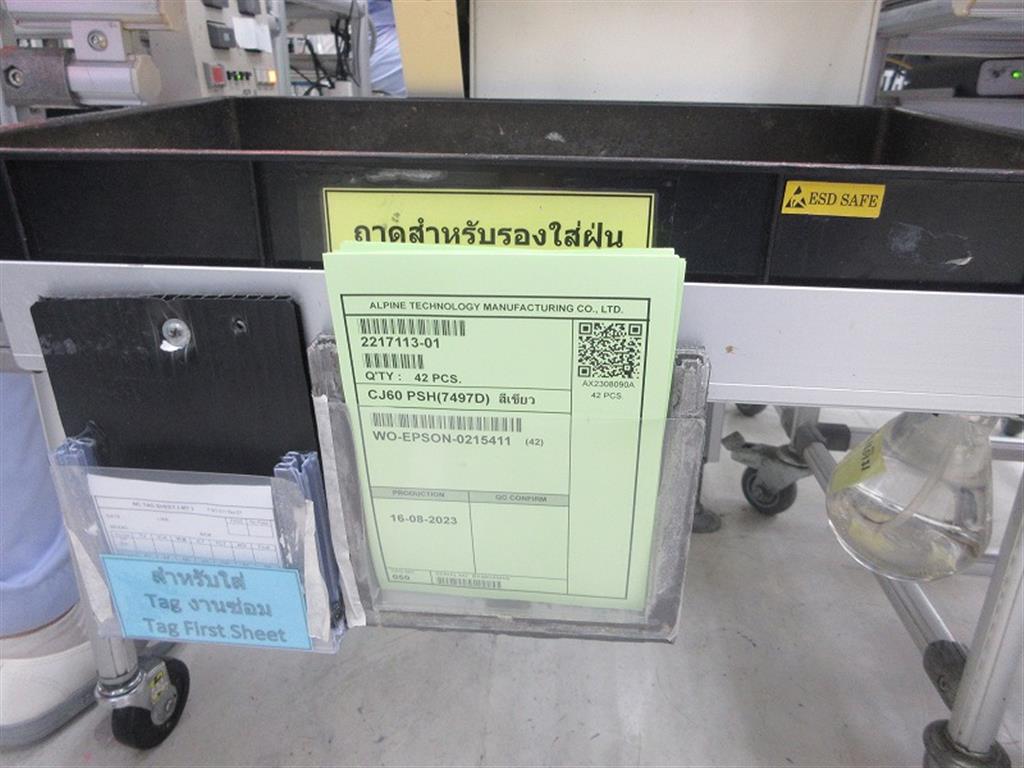 ESD SAFE
ถาดสำหรับรองใส่ฝุ่น
ALPINE TECHNOLOGY MANUFACTURING CO., LTD.
2217113-01
Q'TY : 42 PCS.
AX2308090A
42 PCS.
CJ60 PSH(7497D) สีเขียว
WO-EPSON-0215411 (42)
PRODUCTION
QC CONFIRM
16-08-2023
050
DATE
LINE
สำหรับใส่
Tag งานซ่อม
Tag First Sheet